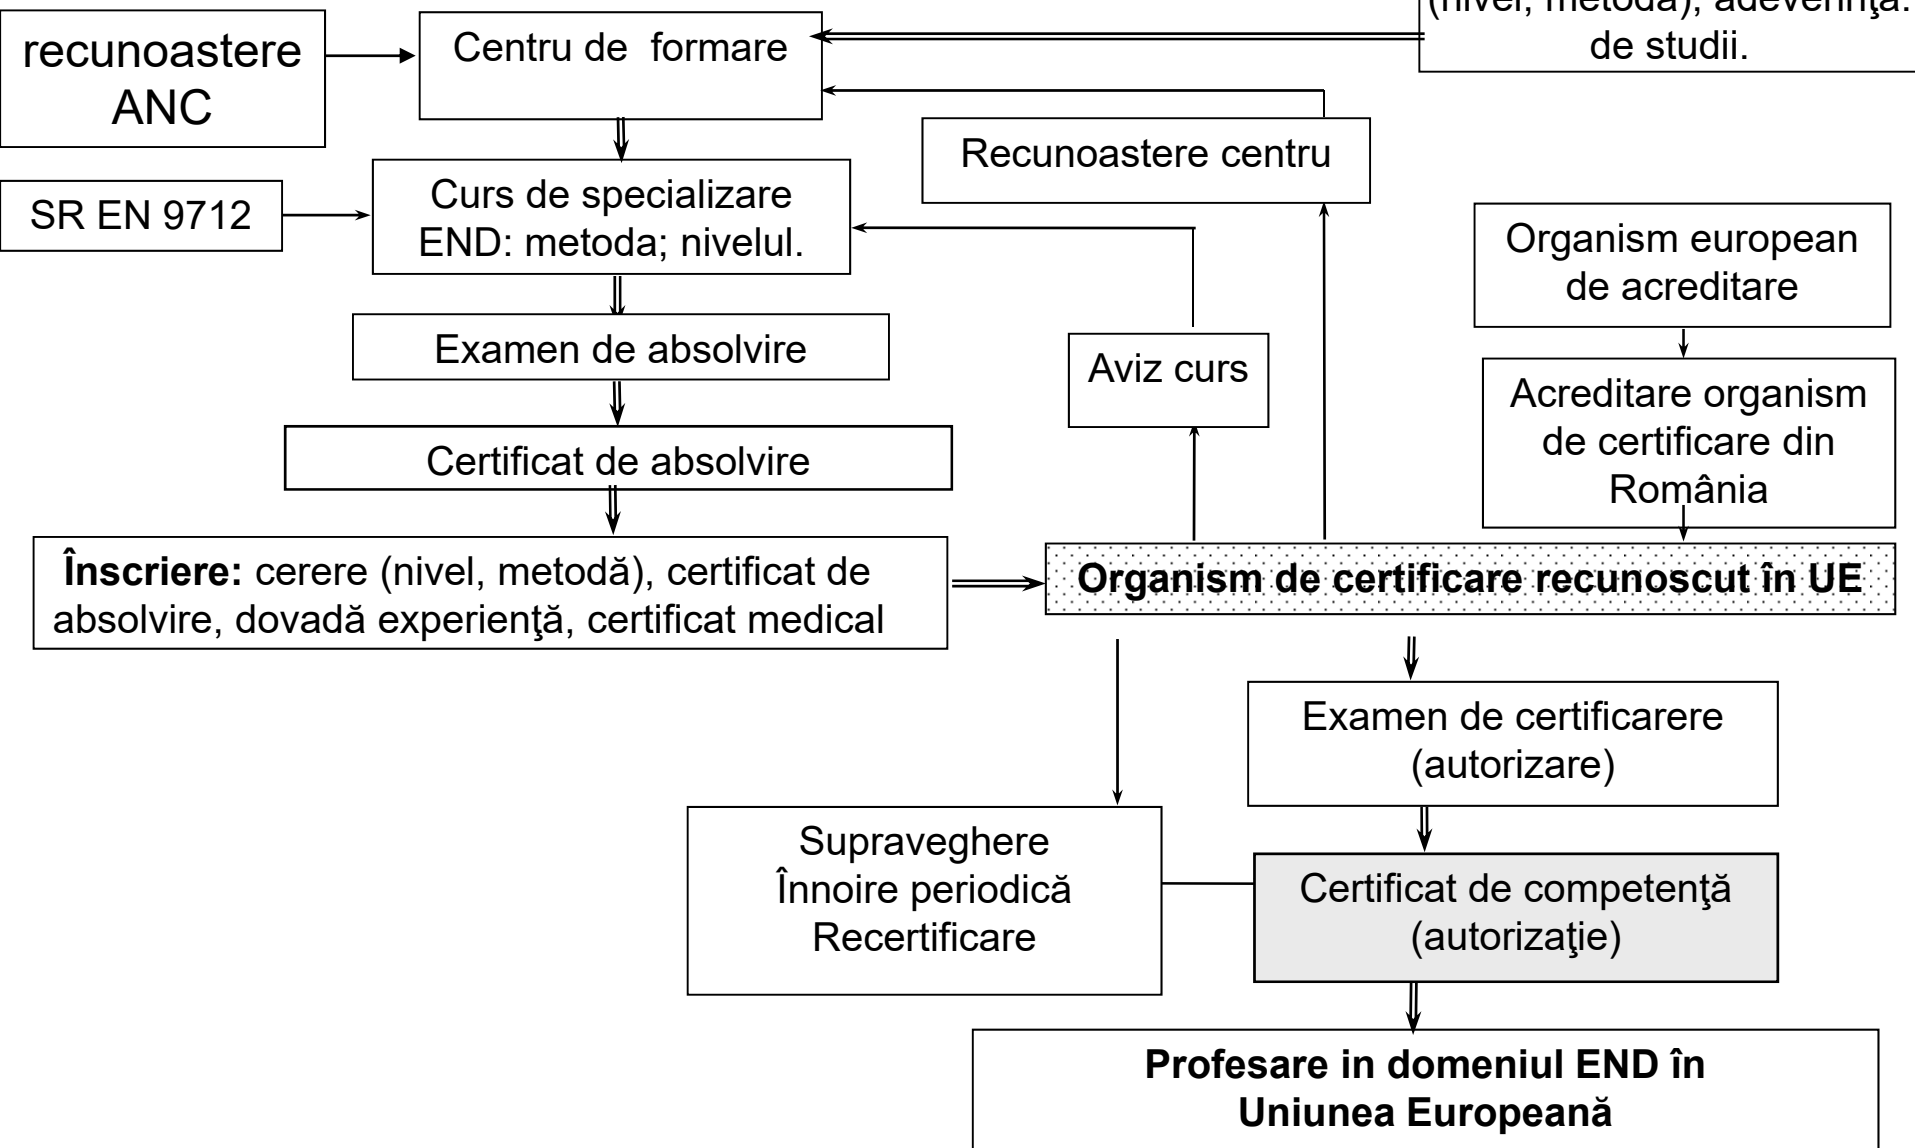 (nivel, metodă), adeverinţă.
de studii.
recunoastere
ANC
Centru de formare
Recunoastere centru
SR EN 9712
Curs de specializare
END: metoda; nivelul.
Organism european
de acreditare
Examen de absolvire
Aviz curs
Acreditare organism
de certificare din
România
Certificat de absolvire
Înscriere: cerere (nivel, metodă), certificat de
absolvire, dovadă experienţă, certificat medical
Organism de certificare recunoscut în UE
Examen de certificarere
(autorizare)
Supraveghere
Înnoire periodică
Recertificare
Certificat de competenţă
(autorizaţie)
Profesare in domeniul END în
Uniunea Europeană